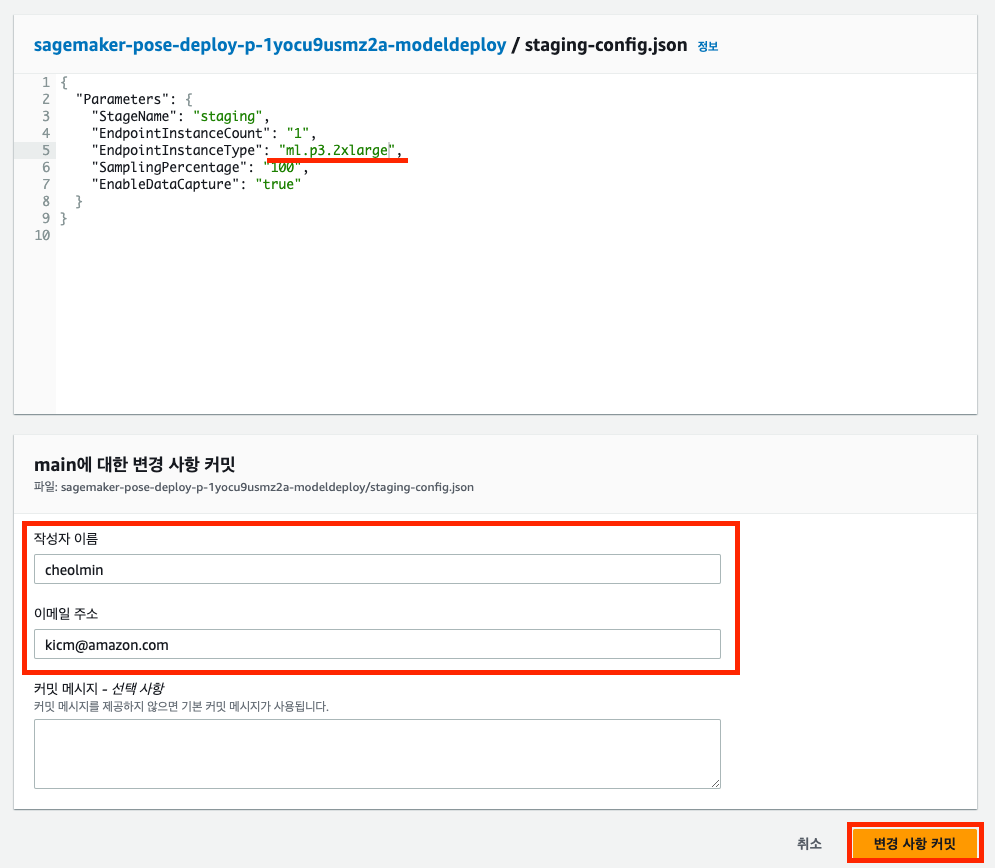 sagemaker-pose-deploy-p-1yocu9usmz2a-modeldeploy / staging-config.json 정보
1 {
2   "Parameters": {
3     "StageName": "staging",
4     "EndpointInstanceCount": "1",
5     "EndpointInstanceType": "ml.p3.2xlarge",
6     "SamplingPercentage": "100",
7     "EnableDataCapture": "true"
8   }
9 }
10
main에 대한 변경 사항 커밋
파일: sagemaker-pose-deploy-p-1yocu9usmz2a-modeldeploy/staging-config.json
작성자 이름
cheolmin
이메일 주소
kicm@amazon.com
커밋 메시지 - 선택 사항
커밋 메시지를 제공하지 않으면 기본 커밋 메시지가 사용됩니다.
취소 변경 사항 커밋